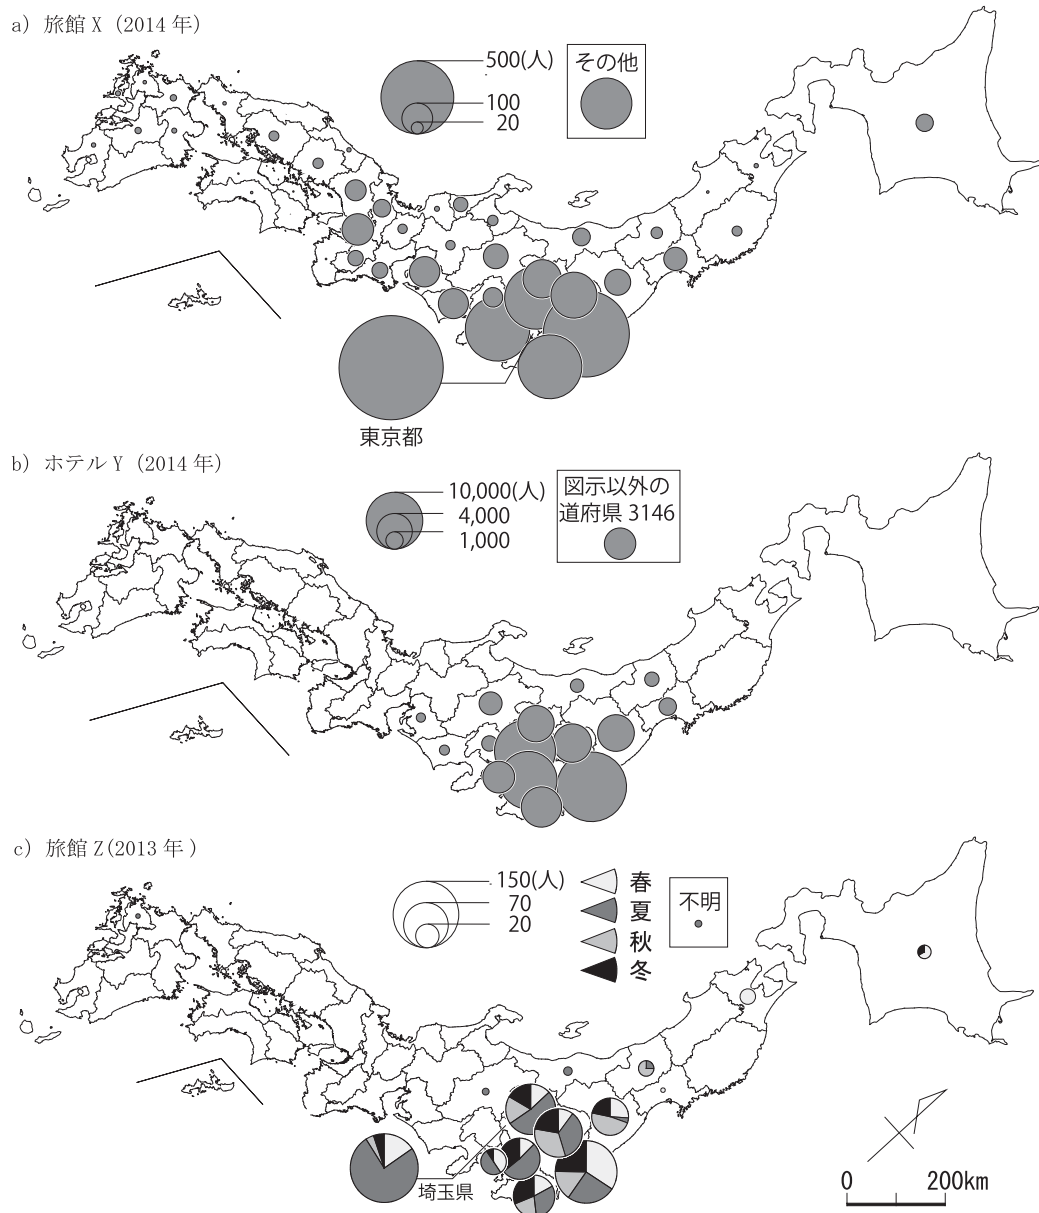 a）旅館 X（2014 年）
500(人)
100
20
その他
東京都
b）ホテル Y（2014 年）
10,000(人)
4,000
1,000
図示以外の
道府県 3146
c）旅館 Z(2013 年 )
150(人)
70
20
春
夏
秋
冬
不明
埼玉県
0 200km